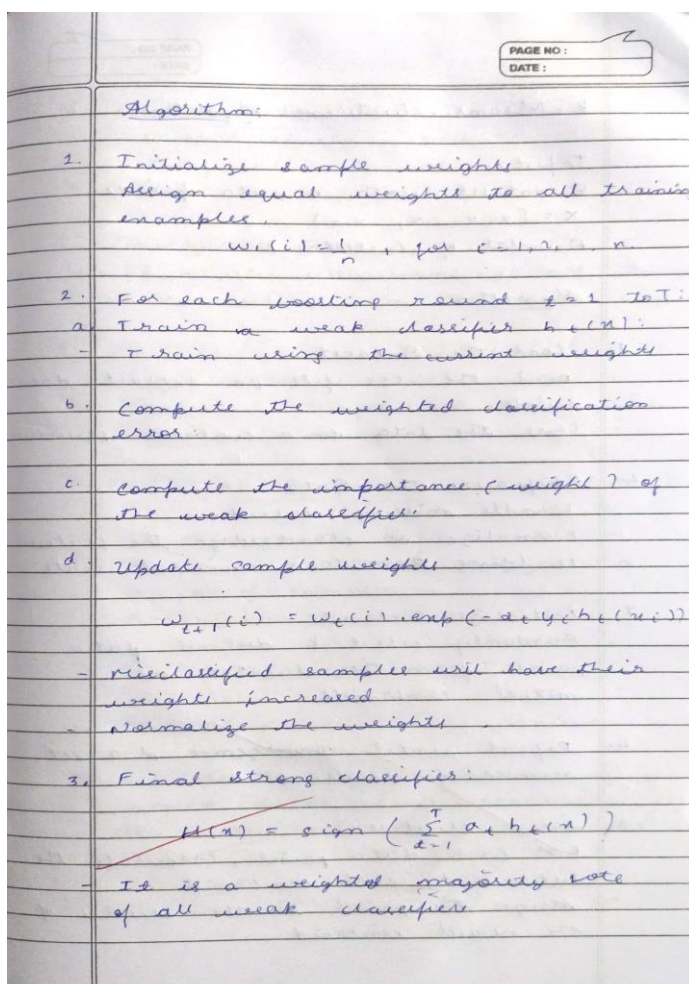 PAGE NO :
DATE :
Algorithm:
1. Initialize sample weights
Assign equal weights to all training
examples.
w₁(i) = 1/n , for i = 1, 2, . . n.
2. For each boosting round t = 1 to T:
a. Train a weak classifier hₜ(x):
- Train using the current weights
b. Compute the weighted classification
error.
c. Compute the importance (weight) of
the weak classifier.
d. Update sample weights
wₜ₊₁(i) = wₜ(i) . exp (-αₜ yᵢ hₜ(xᵢ))
- Misclassified samples will have their
weights increased
- Normalize the weights .
3. Final strong classifier:
H(x) = sign ( T∑t=1 αₜ hₜ(x) )
- It is a weighted majority vote
of all weak classifiers